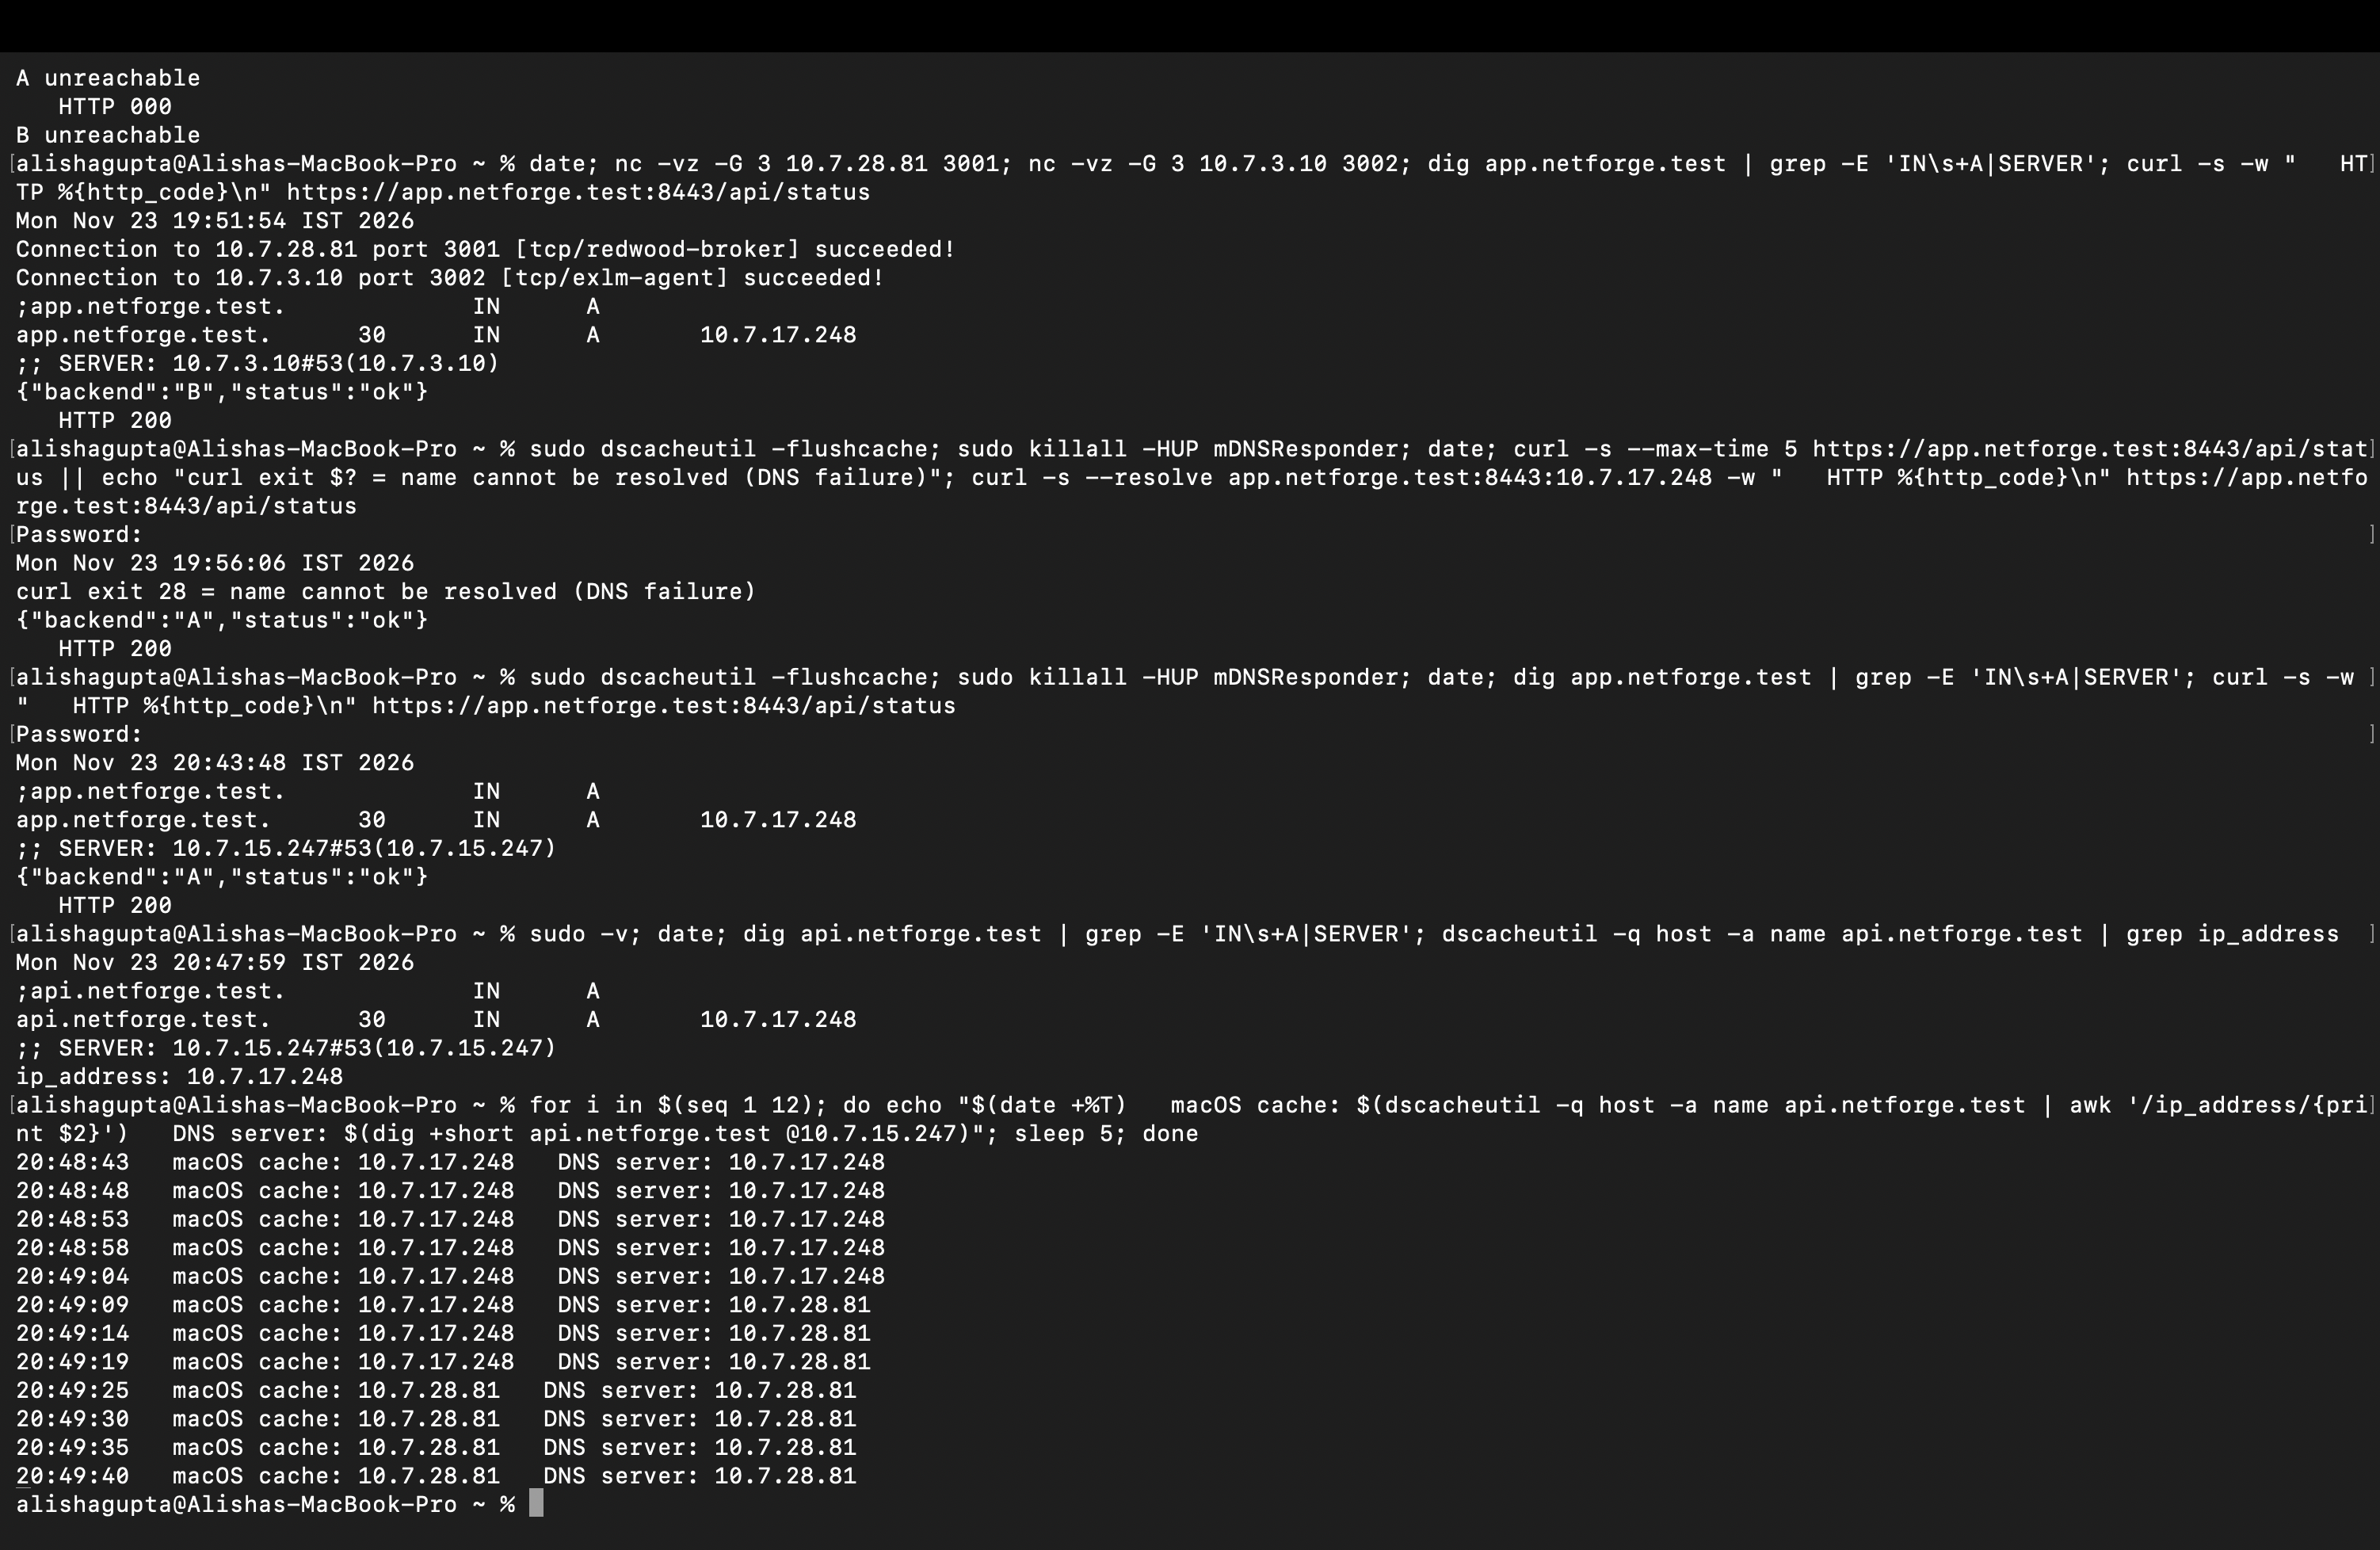 A unreachable
   HTTP 000
B unreachable
[alishagupta@Alishas-MacBook-Pro ~ % date; nc -vz -G 3 10.7.28.81 3001; nc -vz -G 3 10.7.3.10 3002; dig app.netforge.test | grep -E 'IN\s+A|SERVER'; curl -s -w "   HT]
TP %{http_code}\n" https://app.netforge.test:8443/api/status
Mon Nov 23 19:51:54 IST 2026
Connection to 10.7.28.81 port 3001 [tcp/redwood-broker] succeeded!
Connection to 10.7.3.10 port 3002 [tcp/exlm-agent] succeeded!
;app.netforge.test.             IN      A
app.netforge.test.      30      IN      A       10.7.17.248
;; SERVER: 10.7.3.10#53(10.7.3.10)
{"backend":"B","status":"ok"}
   HTTP 200
[alishagupta@Alishas-MacBook-Pro ~ % sudo dscacheutil -flushcache; sudo killall -HUP mDNSResponder; date; curl -s --max-time 5 https://app.netforge.test:8443/api/stat]
us || echo "curl exit $? = name cannot be resolved (DNS failure)"; curl -s --resolve app.netforge.test:8443:10.7.17.248 -w "   HTTP %{http_code}\n" https://app.netfo
rge.test:8443/api/status
[Password: ]
Mon Nov 23 19:56:06 IST 2026
curl exit 28 = name cannot be resolved (DNS failure)
{"backend":"A","status":"ok"}
   HTTP 200
[alishagupta@Alishas-MacBook-Pro ~ % sudo dscacheutil -flushcache; sudo killall -HUP mDNSResponder; date; dig app.netforge.test | grep -E 'IN\s+A|SERVER'; curl -s -w ]
"   HTTP %{http_code}\n" https://app.netforge.test:8443/api/status
[Password: ]
Mon Nov 23 20:43:48 IST 2026
;app.netforge.test.             IN      A
app.netforge.test.      30      IN      A       10.7.17.248
;; SERVER: 10.7.15.247#53(10.7.15.247)
{"backend":"A","status":"ok"}
   HTTP 200
[alishagupta@Alishas-MacBook-Pro ~ % sudo -v; date; dig api.netforge.test | grep -E 'IN\s+A|SERVER'; dscacheutil -q host -a name api.netforge.test | grep ip_address  ]
Mon Nov 23 20:47:59 IST 2026
;api.netforge.test.             IN      A
api.netforge.test.      30      IN      A       10.7.17.248
;; SERVER: 10.7.15.247#53(10.7.15.247)
ip_address: 10.7.17.248
[alishagupta@Alishas-MacBook-Pro ~ % for i in $(seq 1 12); do echo "$(date +%T)   macOS cache: $(dscacheutil -q host -a name api.netforge.test | awk '/ip_address/{pri]
nt $2}')   DNS server: $(dig +short api.netforge.test @10.7.15.247)"; sleep 5; done
20:48:43   macOS cache: 10.7.17.248   DNS server: 10.7.17.248
20:48:48   macOS cache: 10.7.17.248   DNS server: 10.7.17.248
20:48:53   macOS cache: 10.7.17.248   DNS server: 10.7.17.248
20:48:58   macOS cache: 10.7.17.248   DNS server: 10.7.17.248
20:49:04   macOS cache: 10.7.17.248   DNS server: 10.7.17.248
20:49:09   macOS cache: 10.7.17.248   DNS server: 10.7.28.81
20:49:14   macOS cache: 10.7.17.248   DNS server: 10.7.28.81
20:49:19   macOS cache: 10.7.17.248   DNS server: 10.7.28.81
20:49:25   macOS cache: 10.7.28.81   DNS server: 10.7.28.81
20:49:30   macOS cache: 10.7.28.81   DNS server: 10.7.28.81
20:49:35   macOS cache: 10.7.28.81   DNS server: 10.7.28.81
20:49:40   macOS cache: 10.7.28.81   DNS server: 10.7.28.81
alishagupta@Alishas-MacBook-Pro ~ %